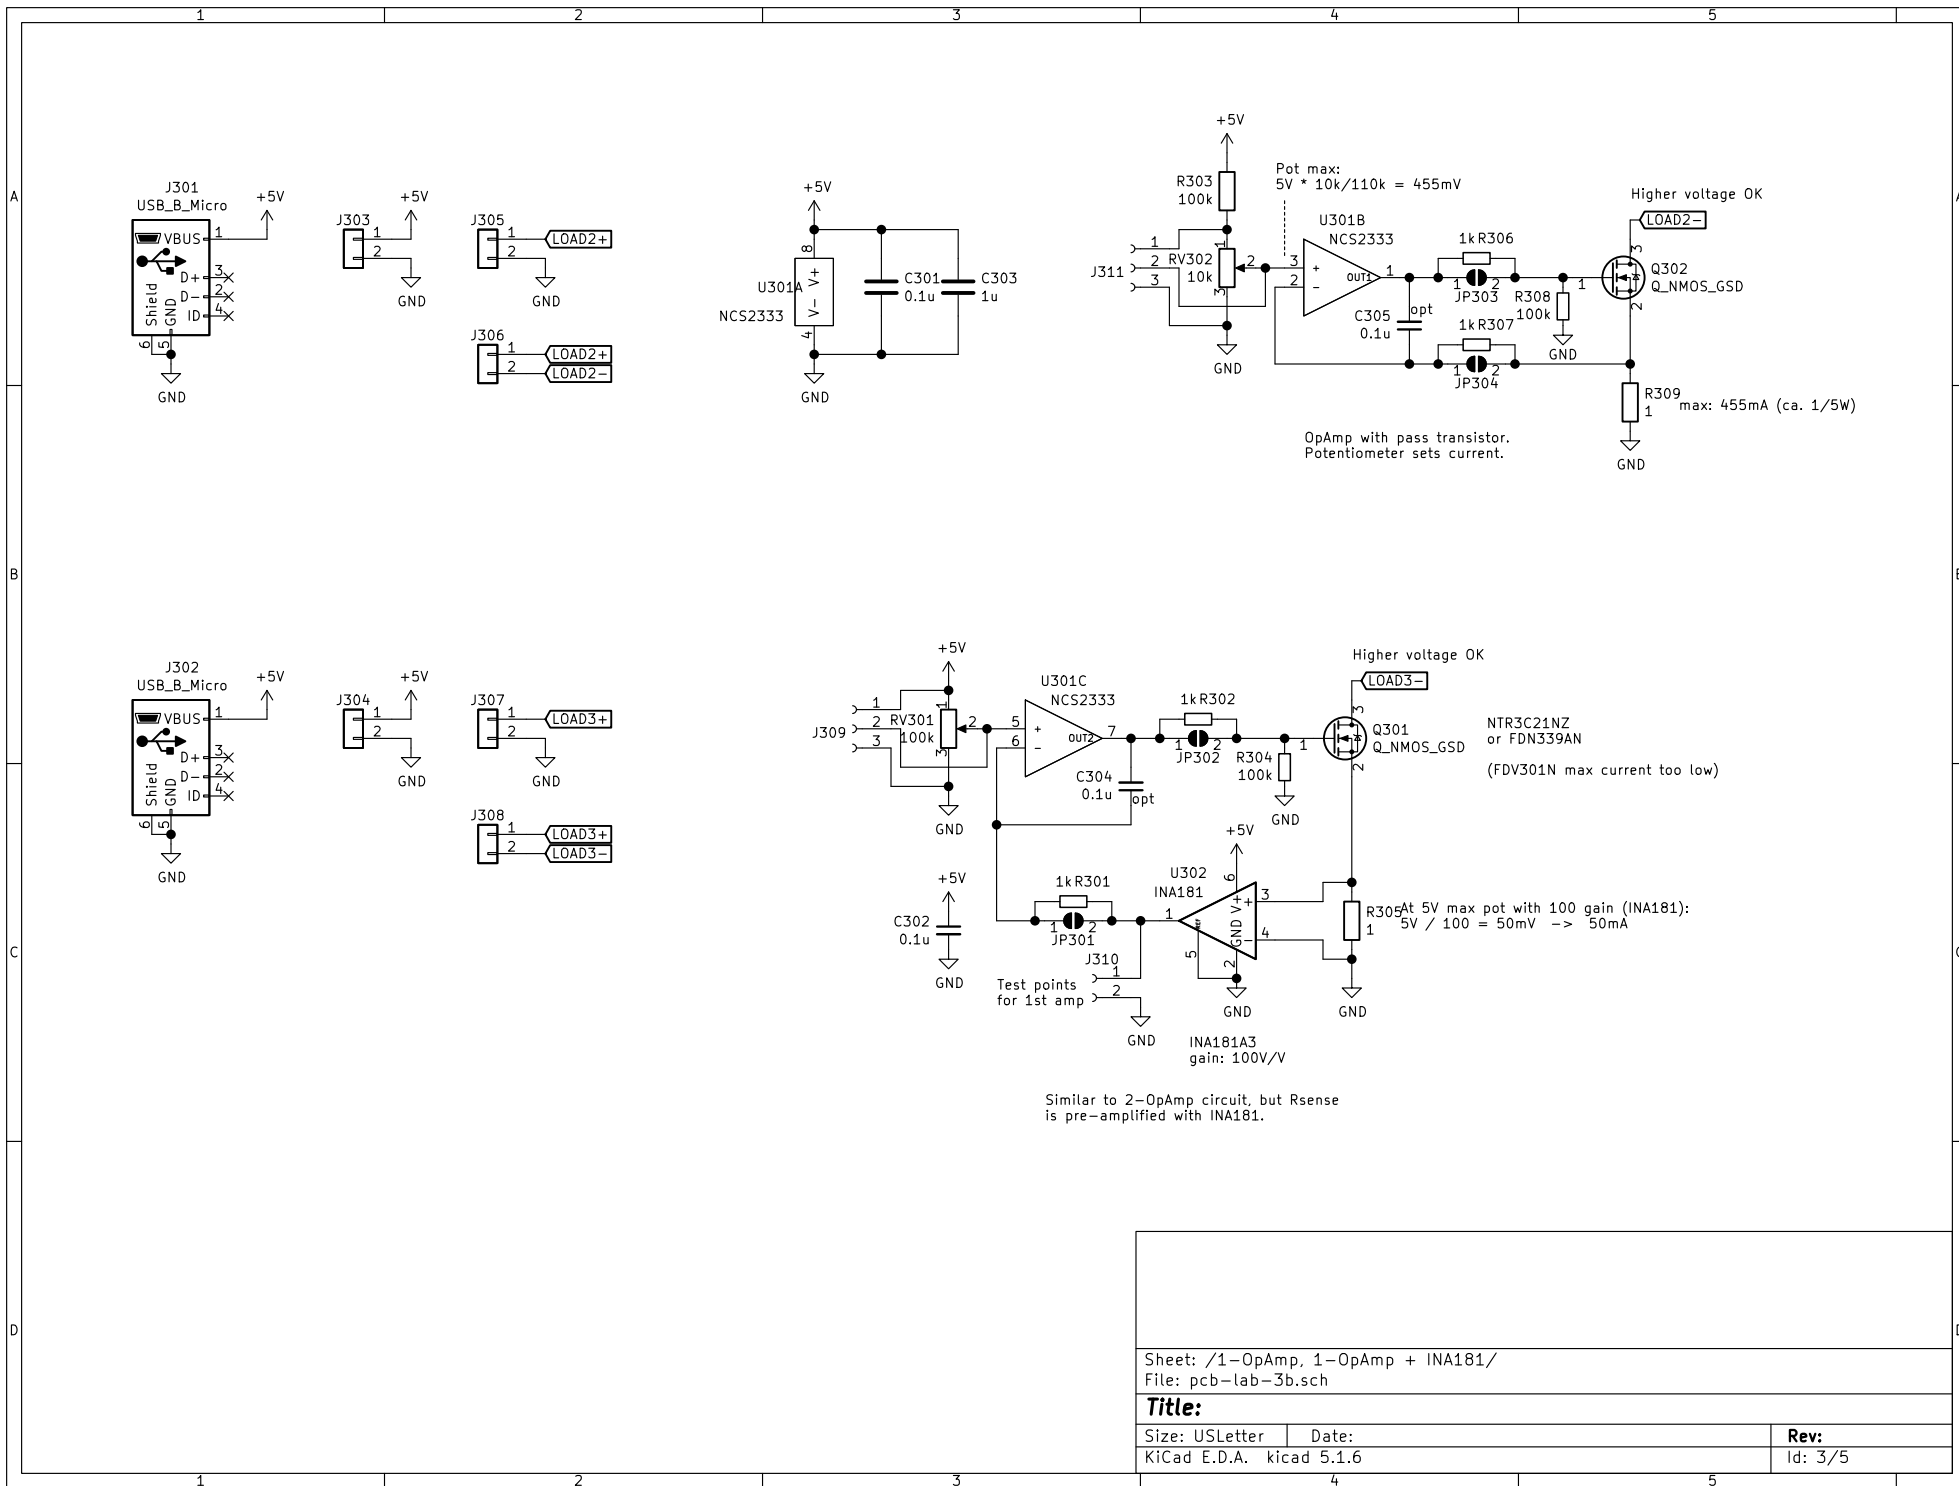 1 2 3 4 5
A
B
C
D
J301
USB_B_Micro
VBUS 1
D+ 3
D- 2
ID 4
Shield
GND
6 5
+5V
GND
J303
1
2
+5V
GND
J305
1 LOAD2+
2
GND
J306
1 LOAD2+
2 LOAD2-
+5V
8
U301A
V- V+
NCS2333
4
GND
C301
0.1u
C303
1u
+5V
R303
100k
Pot max:
5V * 10k/110k = 455mV
J311
1
2
3
RV302
10k
1
2
3
GND
U301B
NCS2333
3 +
2 -
OUT1 1
C305
0.1u
opt
1k R306
1 2
JP303
1k R307
1 2
JP304
R308
100k
GND
Higher voltage OK
LOAD2-
3
1
2
Q302
Q_NMOS_GSD
R309
1
max: 455mA (ca. 1/5W)
GND
OpAmp with pass transistor.
Potentiometer sets current.
J302
USB_B_Micro
VBUS 1
D+ 3
D- 2
ID 4
Shield
GND
6 5
+5V
GND
J304
1
2
+5V
GND
J307
1 LOAD3+
2
GND
J308
1 LOAD3+
2 LOAD3-
+5V
J309
1
2
3
RV301
100k
1
2
3
GND
U301C
NCS2333
5 +
6 -
OUT2 7
C304
0.1u
opt
1k R302
1 2
JP302
R304
100k
GND
Higher voltage OK
LOAD3-
3
1
2
Q301
Q_NMOS_GSD
NTR3C21NZ
or FDN339AN
(FDV301N max current too low)
+5V
C302
0.1u
GND
1k R301
1 2
JP301
J310
1
2
Test points
for 1st amp
GND
+5V
U302
INA181
6
1
3
4
5
2
V+ +
GND -
REF
GND
INA181A3
gain: 100V/V
R305
1
At 5V max pot with 100 gain (INA181):
5V / 100 = 50mV -> 50mA
GND
Similar to 2-OpAmp circuit, but Rsense
is pre-amplified with INA181.
Sheet: /1-OpAmp, 1-OpAmp + INA181/
File: pcb-lab-3b.sch
Title:
Size: USLetter Date: Rev:
KiCad E.D.A. kicad 5.1.6 Id: 3/5
1 2 3 4 5